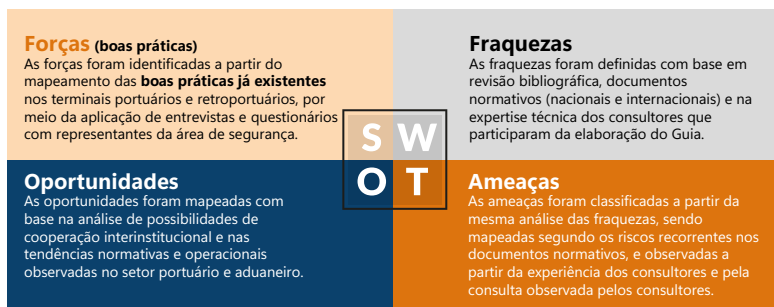 Forças (boas práticas)
As forças foram identificadas a partir do
mapeamento das boas práticas já existentes
nos terminais portuários e retroportuários, por
meio da aplicação de entrevistas e questionários
com representantes da área de segurança.
Fraquezas
As fraquezas foram definidas com base em
revisão bibliográfica, documentos
normativos (nacionais e internacionais) e na
expertise técnica dos consultores que
participaram da elaboração do Guia.
S W
O T
Oportunidades
As oportunidades foram mapeadas com
base na análise de possibilidades de
cooperação interinstitucional e nas
tendências normativas e operacionais
observadas no setor portuário e aduaneiro.
Ameaças
As ameaças foram classificadas a partir da
mesma análise das fraquezas, sendo
mapeadas segundo os riscos recorrentes nos
documentos normativos, e observadas a
partir da experiência dos consultores e pela
consulta observada pelos consultores.